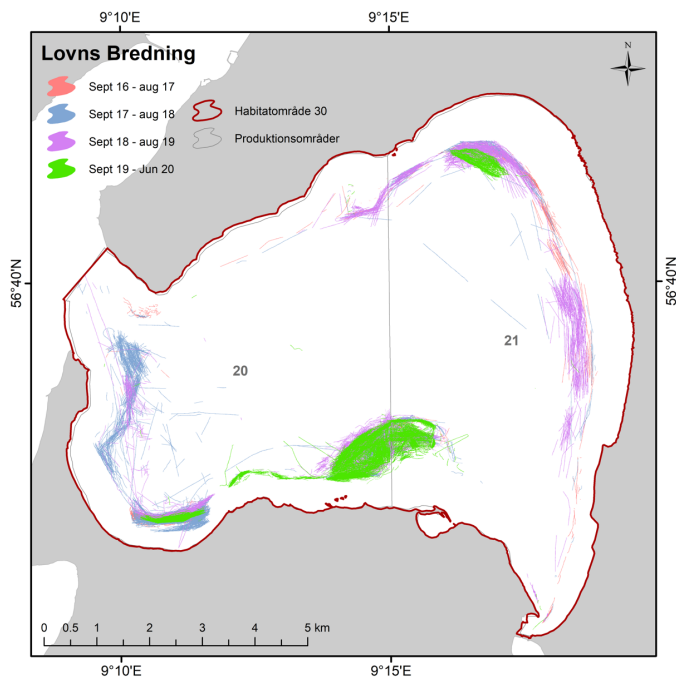 9°10'E 9°15'E
Lovns Bredning
N
Sept 16 - aug 17
Sept 17 - aug 18
Sept 18 - aug 19
Sept 19 - Jun 20
Habitatområde 30
Produktionsområder
56°40'N 56°40'N
20
21
0 0.5 1 2 3 4 5 km
9°10'E 9°15'E